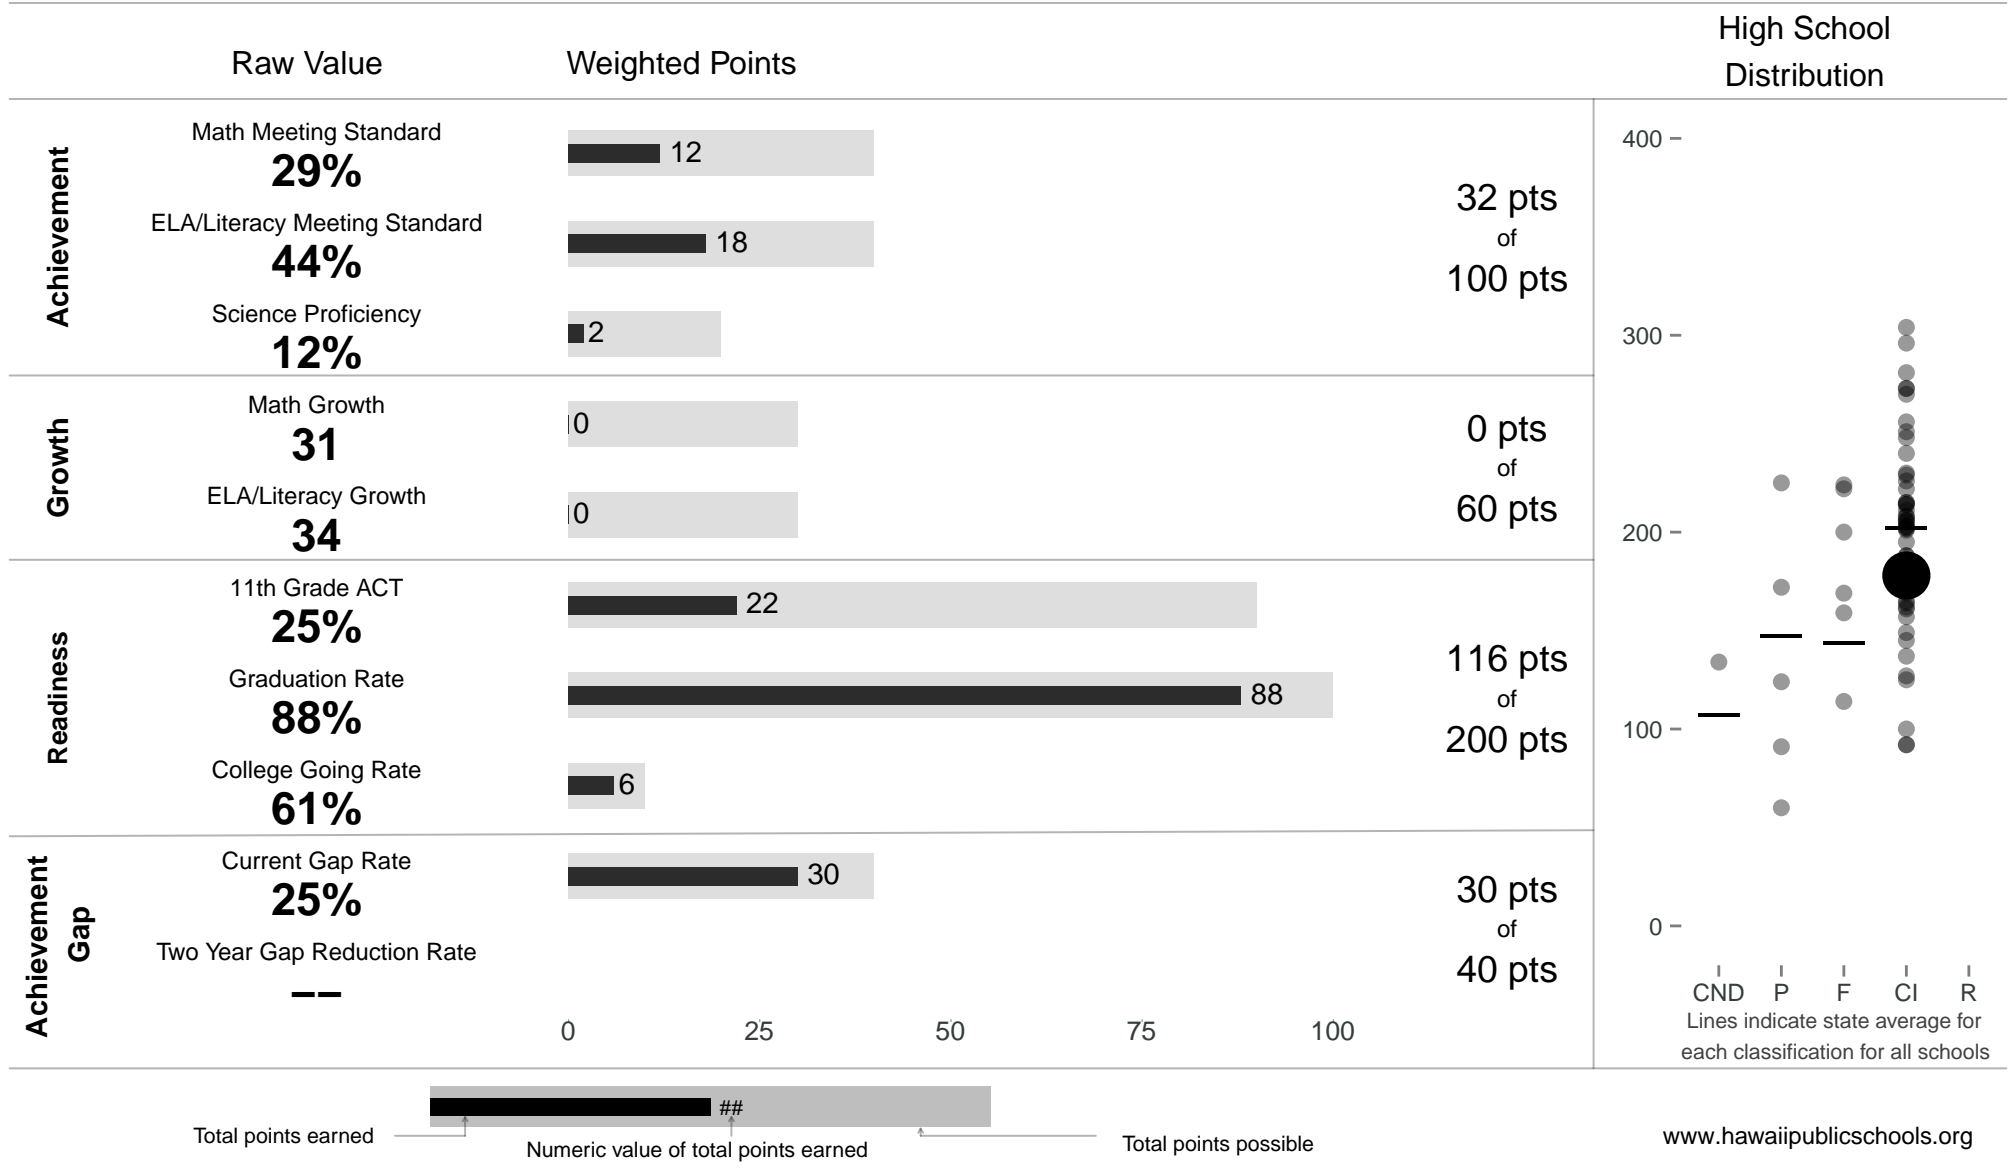 Raw Value
Weighted Points
High School
Distribution
Achievement
Math Meeting Standard
29%
12
ELA/Literacy Meeting Standard
44%
18
Science Proficiency
12%
2
32 pts
of
100 pts
Growth
Math Growth
31
0
ELA/Literacy Growth
34
0
0 pts
of
60 pts
Readiness
11th Grade ACT
25%
22
Graduation Rate
88%
88
College Going Rate
61%
6
116 pts
of
200 pts
Achievement
Gap
Current Gap Rate
25%
30
Two Year Gap Reduction Rate
––
30 pts
of
40 pts
0 25 50 75 100
400
300
200
100
0
CND P F CI R
Lines indicate state average for
each classification for all schools
##
Total points earned
Numeric value of total points earned
Total points possible
www.hawaiipublicschools.org